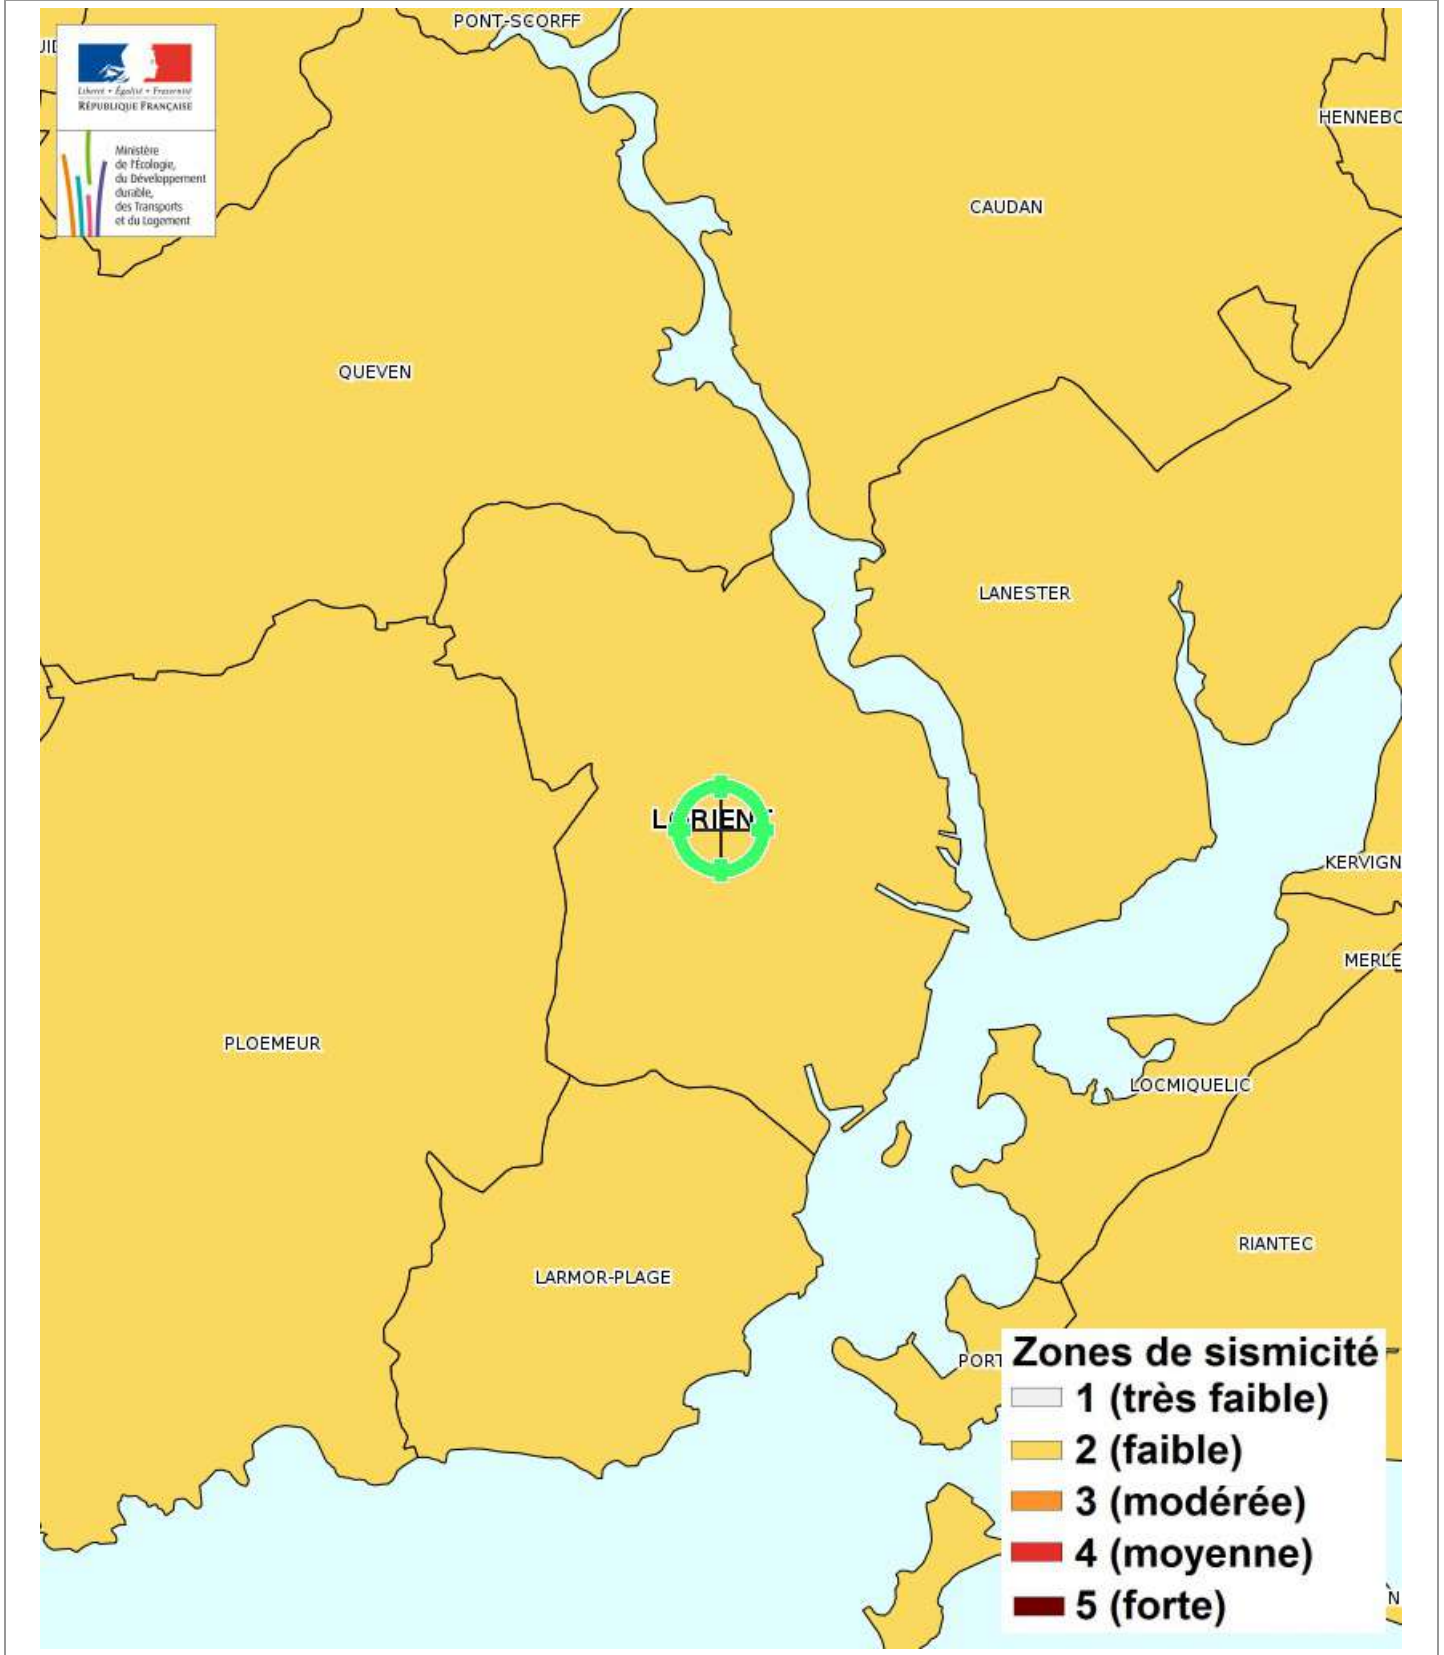 PONT-SCORFF
Liberté • Égalité • Fraternité
RÉPUBLIQUE FRANÇAISE
HENNEBO
Ministère
de l'Écologie,
du Développement
durable,
des Transports
et du Logement
CAUDAN
QUEVEN
LANESTER
LORIENT
KERVIGN
MERLE
PLOEMEUR
LOCMIQUELIC
RIANTEC
LARMOR-PLAGE
PORT
Zones de sismicité
1 (très faible)
2 (faible)
3 (modérée)
4 (moyenne)
5 (forte)
N